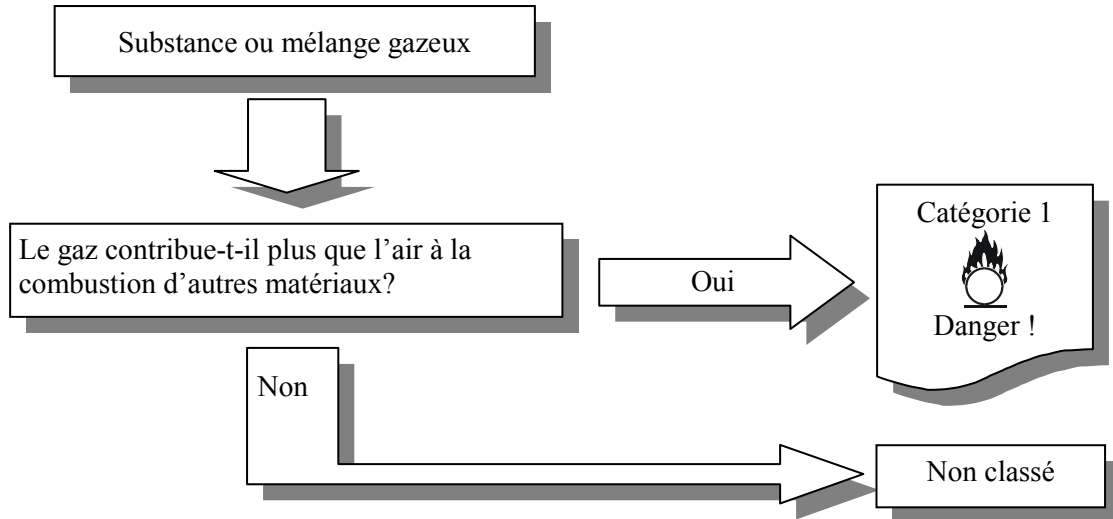 Substance ou mélange gazeux
Le gaz contribue-t-il plus que l’air à la
combustion d’autres matériaux?
Oui
Catégorie 1
Danger !
Non
Non classé